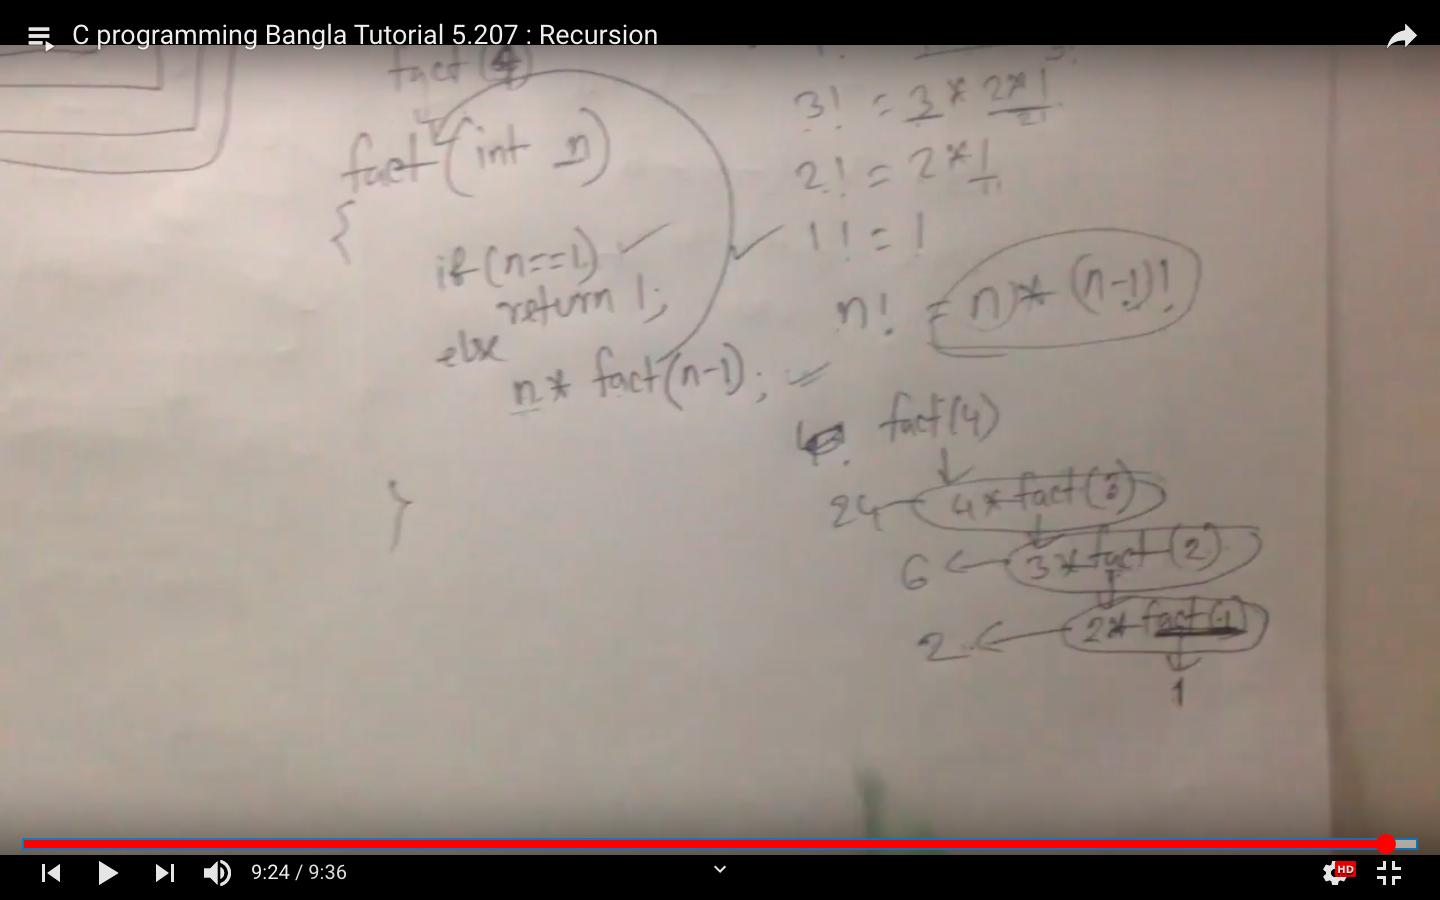 C programming Bangla Tutorial 5.207 : Recursion
fact(4)
fact(int n)
{
if(n==1)
return 1;
else
n* fact(n-1);
}
3! = 3 * 2*1
2!
2! = 2*1
1! = 1
n! = n * (n-1)!
fact(4)
24 4*fact(3)
6 3*fact(2)
2 2*fact(1)
1
9:24 / 9:36
HD